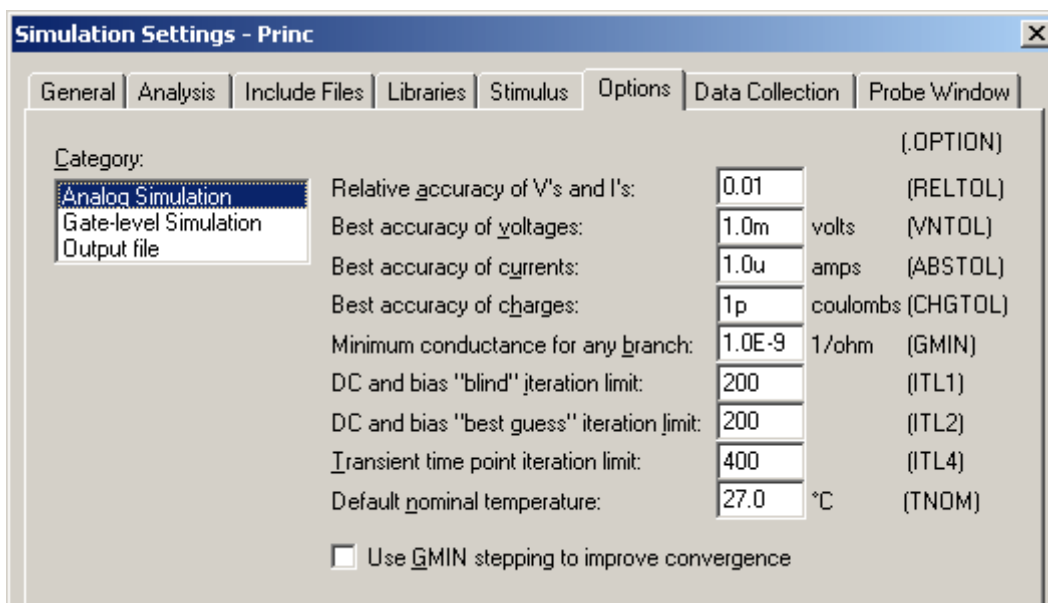 Simulation Settings - Princ
General Analysis Include Files Libraries Stimulus Options Data Collection Probe Window
(.OPTION)
Category:
Analog Simulation
Gate-level Simulation
Output file
Relative accuracy of V's and I's: 0.01 (RELTOL)
Best accuracy of voltages: 1.0m volts (VNTOL)
Best accuracy of currents: 1.0u amps (ABSTOL)
Best accuracy of charges: 1p coulombs (CHGTOL)
Minimum conductance for any branch: 1.0E-9 1/ohm (GMIN)
DC and bias "blind" iteration limit: 200 (ITL1)
DC and bias "best guess" iteration limit: 200 (ITL2)
Transient time point iteration limit: 400 (ITL4)
Default nominal temperature: 27.0 °C (TNOM)
Use GMIN stepping to improve convergence